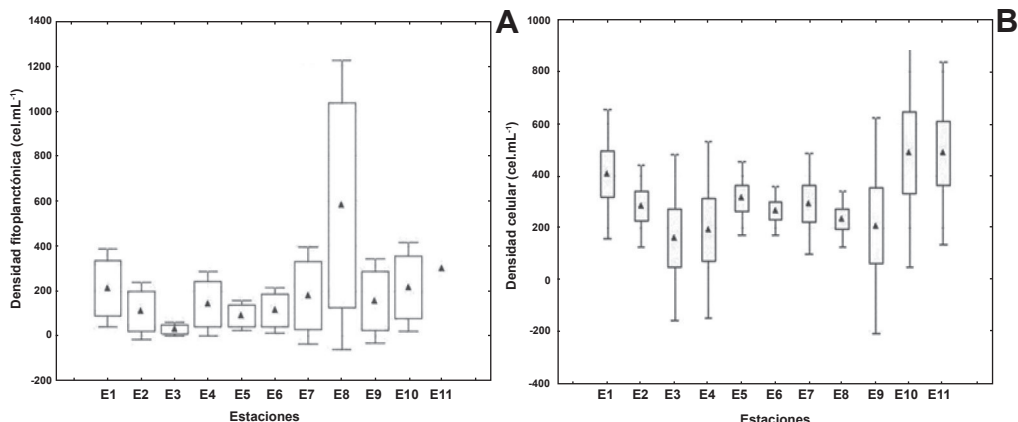 A
Densidad fitoplanctónica (cel.mL-1)
1400
1200
1000
800
600
400
200
0
-200
E1 E2 E3 E4 E5 E6 E7 E8 E9 E10 E11
Estaciones
B
Densidad celular (cel.mL-1)
1000
800
600
400
200
0
-200
-400
E1 E2 E3 E4 E5 E6 E7 E8 E9 E10 E11
Estaciones